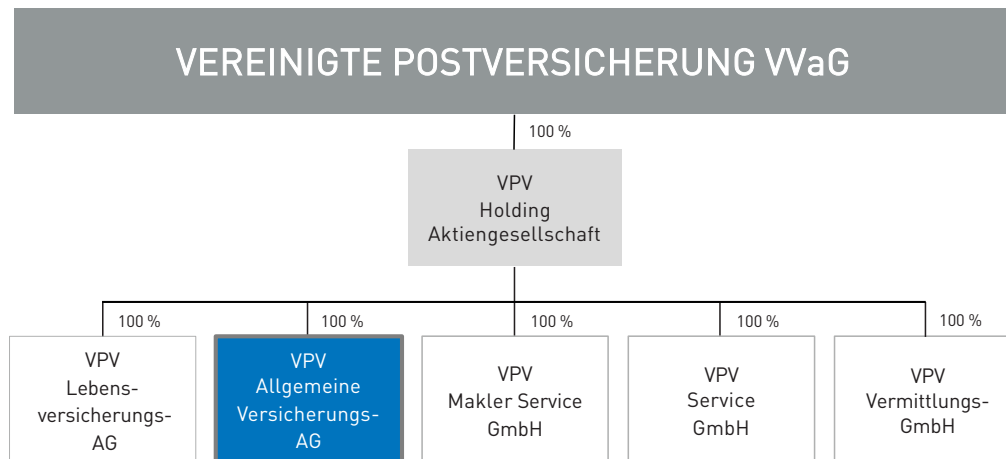 VEREINIGTE POSTVERSICHERUNG VVaG
100 %
VPV
Holding
Aktiengesellschaft
100 %
100 %
100 %
100 %
100 %
VPV
Lebens-
versicherungs-
AG
VPV
Allgemeine
Versicherungs-
AG
VPV
Makler Service
GmbH
VPV
Service
GmbH
VPV
Vermittlungs-
GmbH